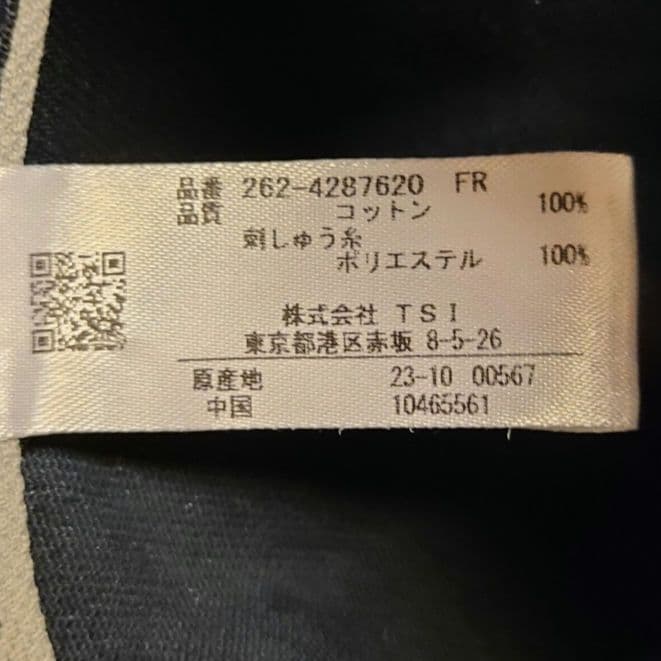 品番 262-4287620 FR
品質 コットン 100%
刺しゅう糸
ポリエステル 100%
株式会社 TSI
東京都港区赤坂 8-5-26
原産地 23-10 00567
中国 10465561